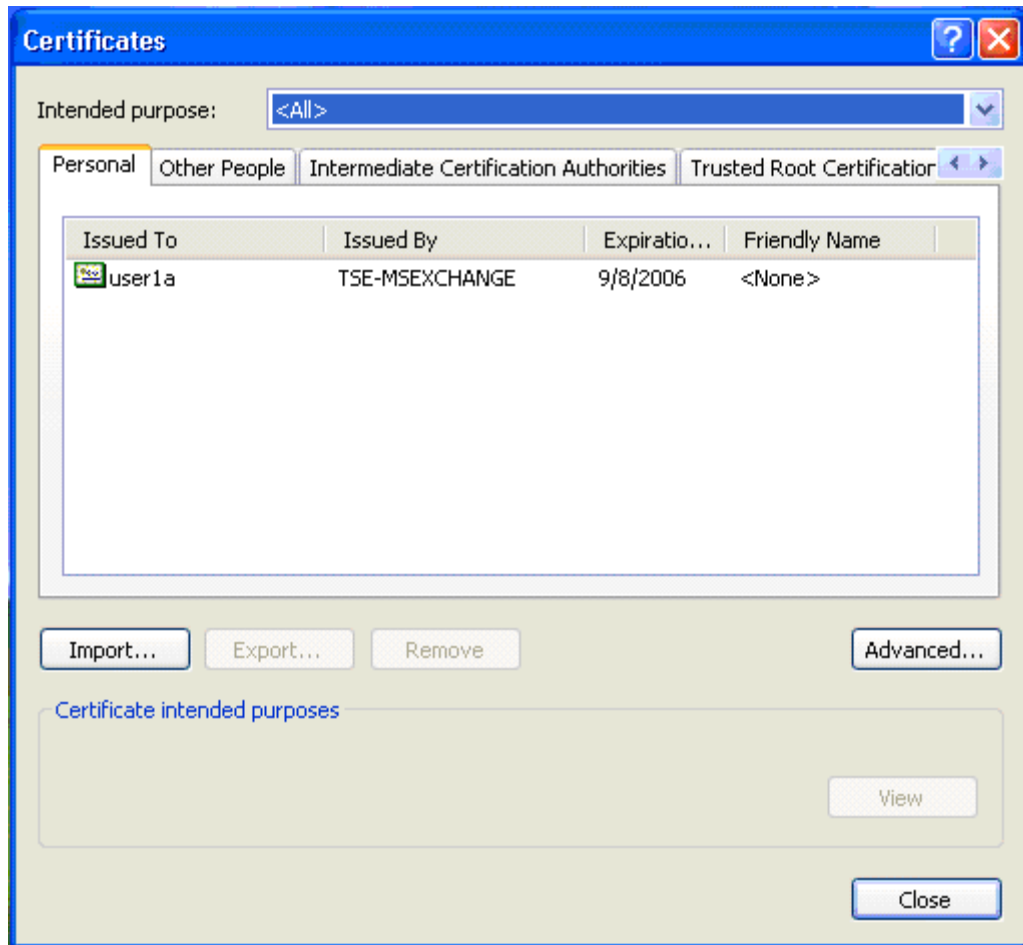 Certificates
Intended purpose: <All>
Personal Other People Intermediate Certification Authorities Trusted Root Certification
Issued To Issued By Expiratio... Friendly Name
user1a TSE-MSEXCHANGE 9/8/2006 <None>
Import... Export... Remove Advanced...
Certificate intended purposes
View
Close